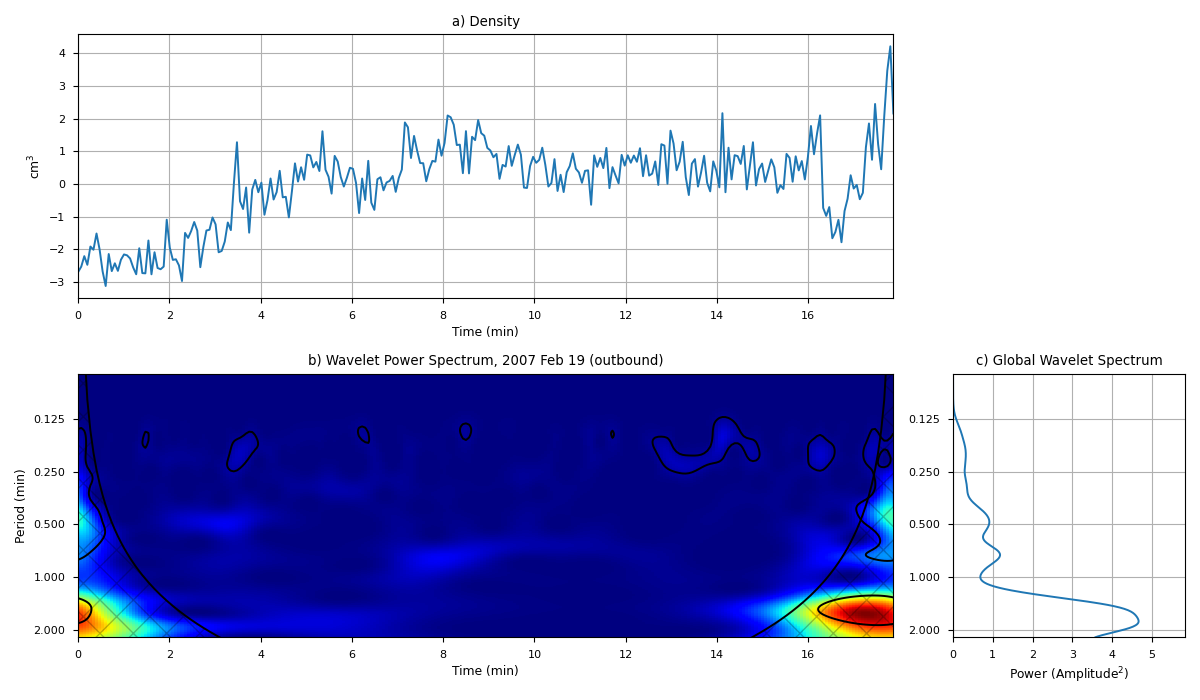 a) Density
4
3
2
1
0
−1
−2
−3
cm³
0 2 4 6 8 10 12 14 16
Time (min)
b) Wavelet Power Spectrum, 2007 Feb 19 (outbound)
0.125
0.250
0.500
1.000
2.000
Period (min)
0 2 4 6 8 10 12 14 16
Time (min)
c) Global Wavelet Spectrum
0.125
0.250
0.500
1.000
2.000
0 1 2 3 4 5
Power (Amplitude²)